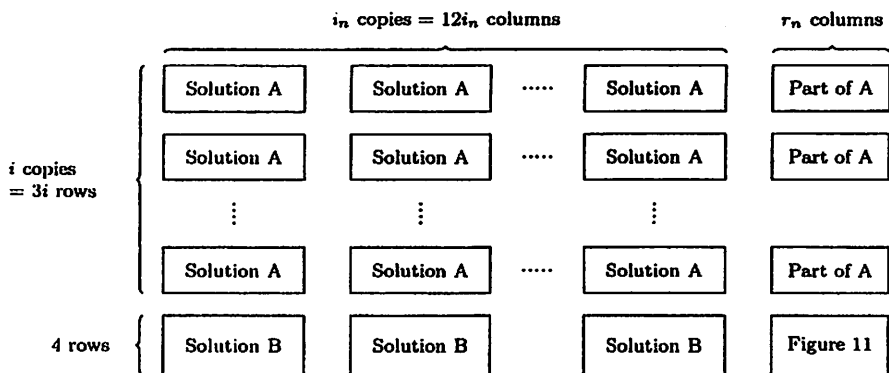 i_n copies = 12i_n columns r_n columns
Solution A Solution A ..... Solution A Part of A
Solution A Solution A ..... Solution A Part of A
i copies
= 3i rows
Solution A Solution A ..... Solution A Part of A
4 rows Solution B Solution B Solution B Figure 11